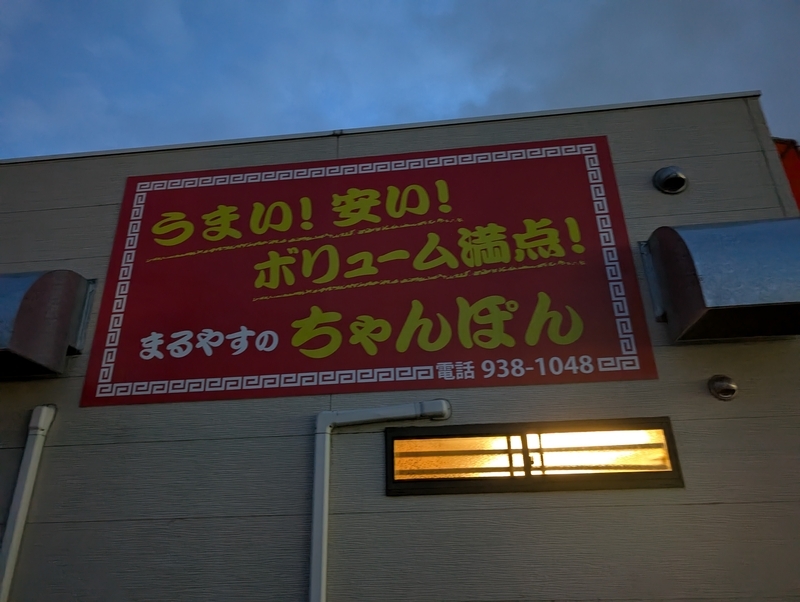 うまい！安い！
ボリューム満点！
まるやすの ちゃんぽん
電話 938-1048